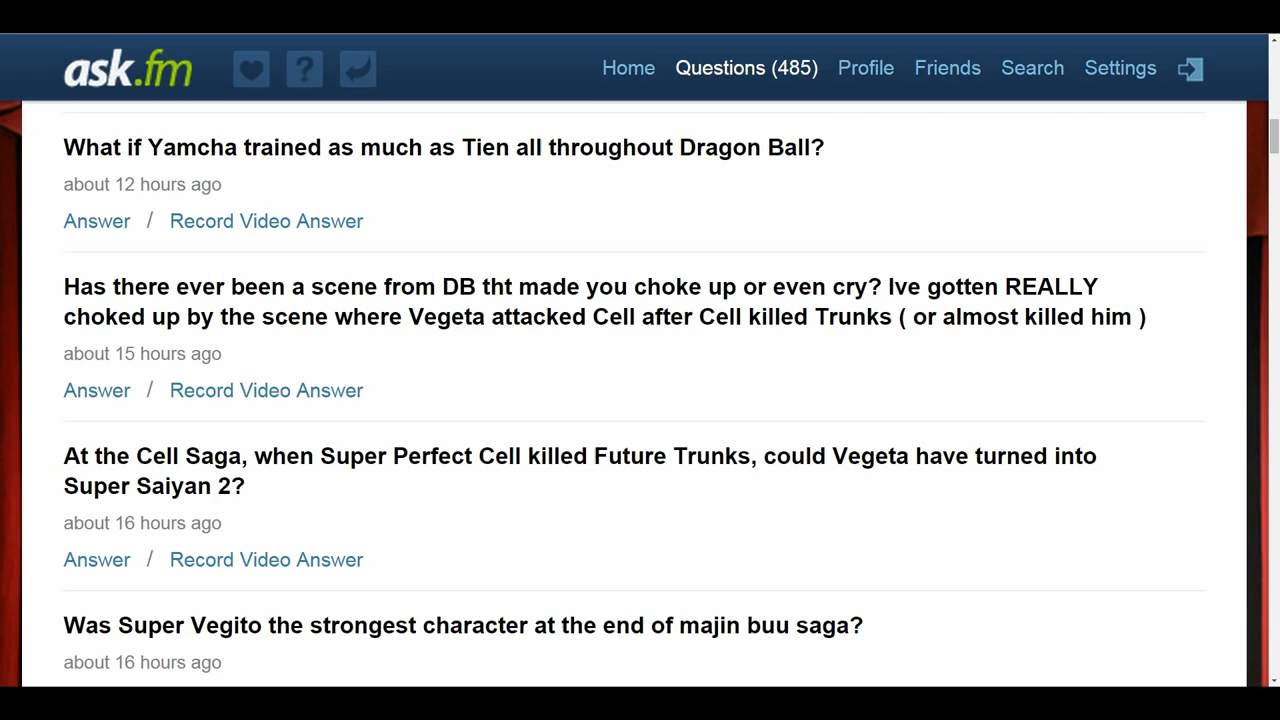 ask.fm Home Questions (485) Profile Friends Search Settings
What if Yamcha trained as much as Tien all throughout Dragon Ball?
about 12 hours ago
Answer / Record Video Answer
Has there ever been a scene from DB tht made you choke up or even cry? Ive gotten REALLY
choked up by the scene where Vegeta attacked Cell after Cell killed Trunks ( or almost killed him )
about 15 hours ago
Answer / Record Video Answer
At the Cell Saga, when Super Perfect Cell killed Future Trunks, could Vegeta have turned into
Super Saiyan 2?
about 16 hours ago
Answer / Record Video Answer
Was Super Vegito the strongest character at the end of majin buu saga?
about 16 hours ago